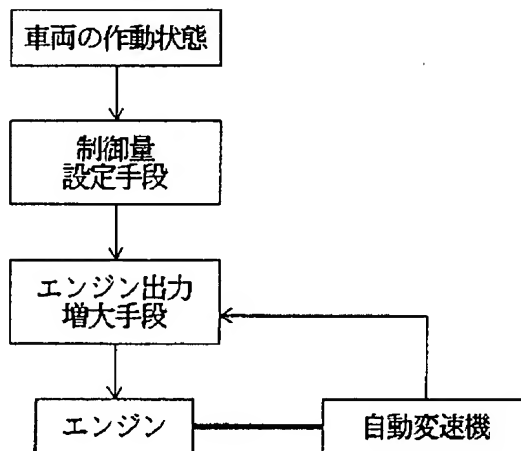 車両の作動状態
制御量
設定手段
エンジン出力
増大手段
エンジン
自動変速機